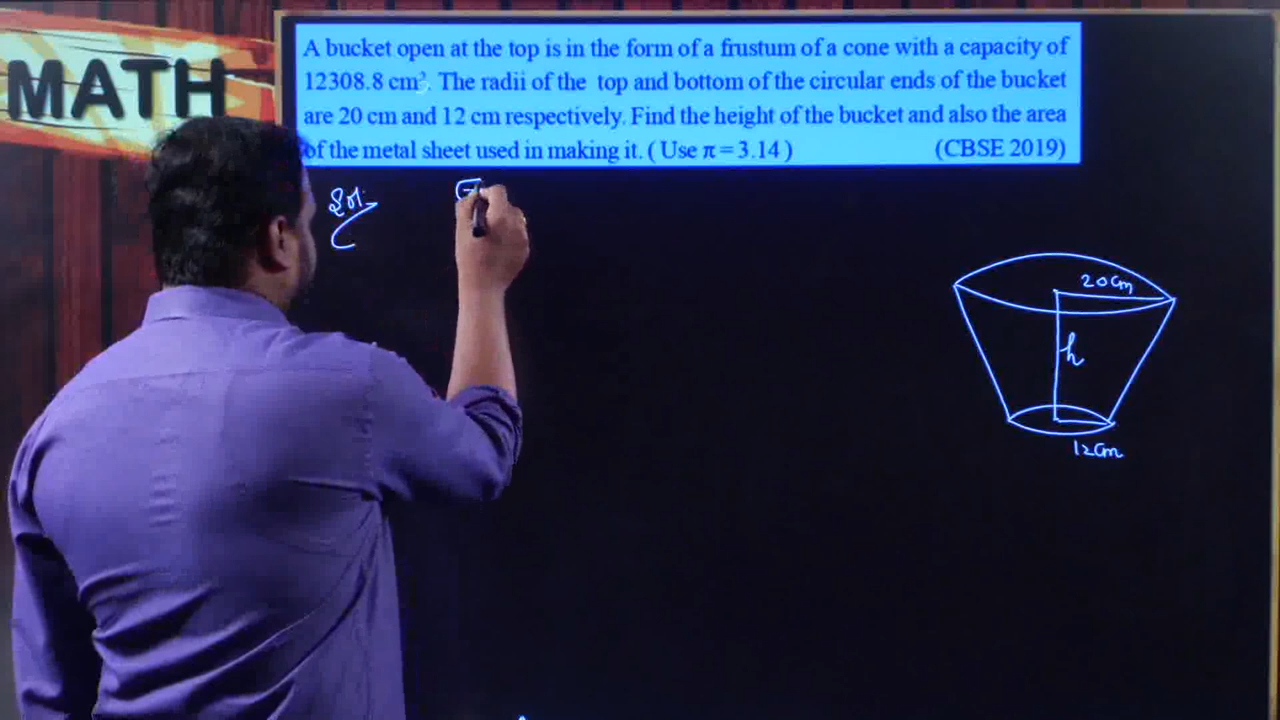 MATH
A bucket open at the top is in the form of a frustum of a cone with a capacity of
12308.8 cm³. The radii of the top and bottom of the circular ends of the bucket
are 20 cm and 12 cm respectively. Find the height of the bucket and also the area
of the metal sheet used in making it. ( Use π = 3.14 ) (CBSE 2019)
Sol:
20cm
h
12cm